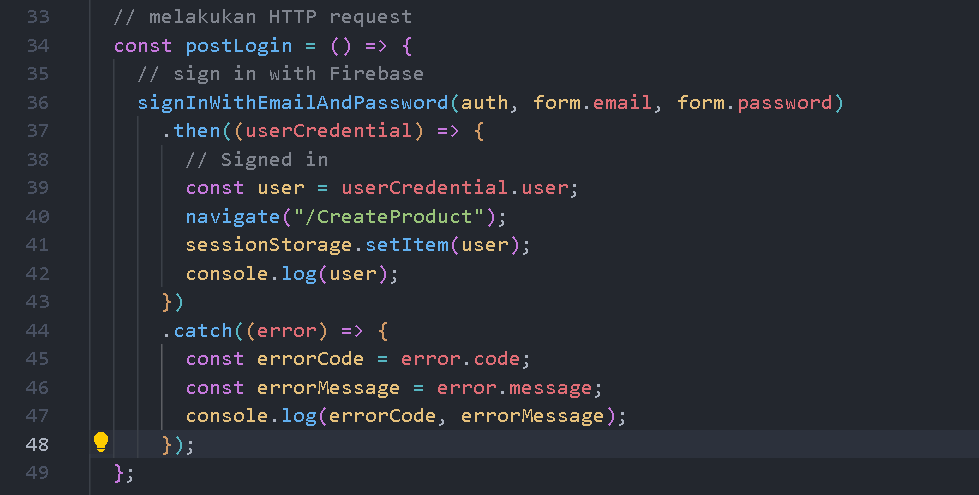 33 // melakukan HTTP request
34 const postLogin = () => {
35 // sign in with Firebase
36 signInWithEmailAndPassword(auth, form.email, form.password)
37 .then((userCredential) => {
38 // Signed in
39 const user = userCredential.user;
40 navigate("/CreateProduct");
41 sessionStorage.setItem(user);
42 console.log(user);
43 })
44 .catch((error) => {
45 const errorCode = error.code;
46 const errorMessage = error.message;
47 console.log(errorCode, errorMessage);
48 });
49 };